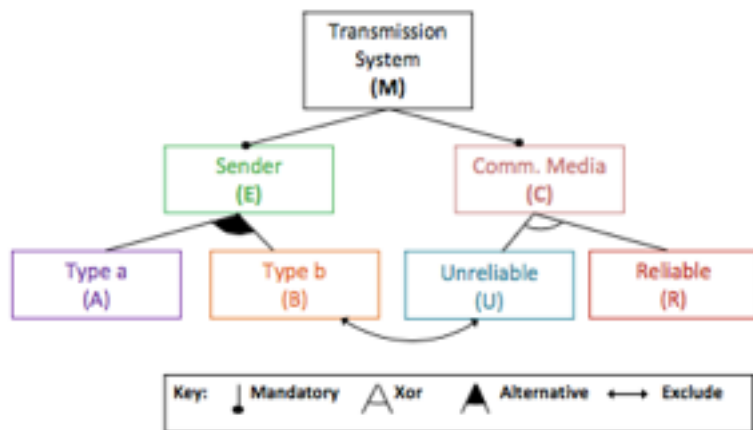 Transmission
System
(M)
Sender
(E)
Comm. Media
(C)
Type a
(A)
Type b
(B)
Unreliable
(U)
Reliable
(R)
Key: Mandatory Xor Alternative Exclude